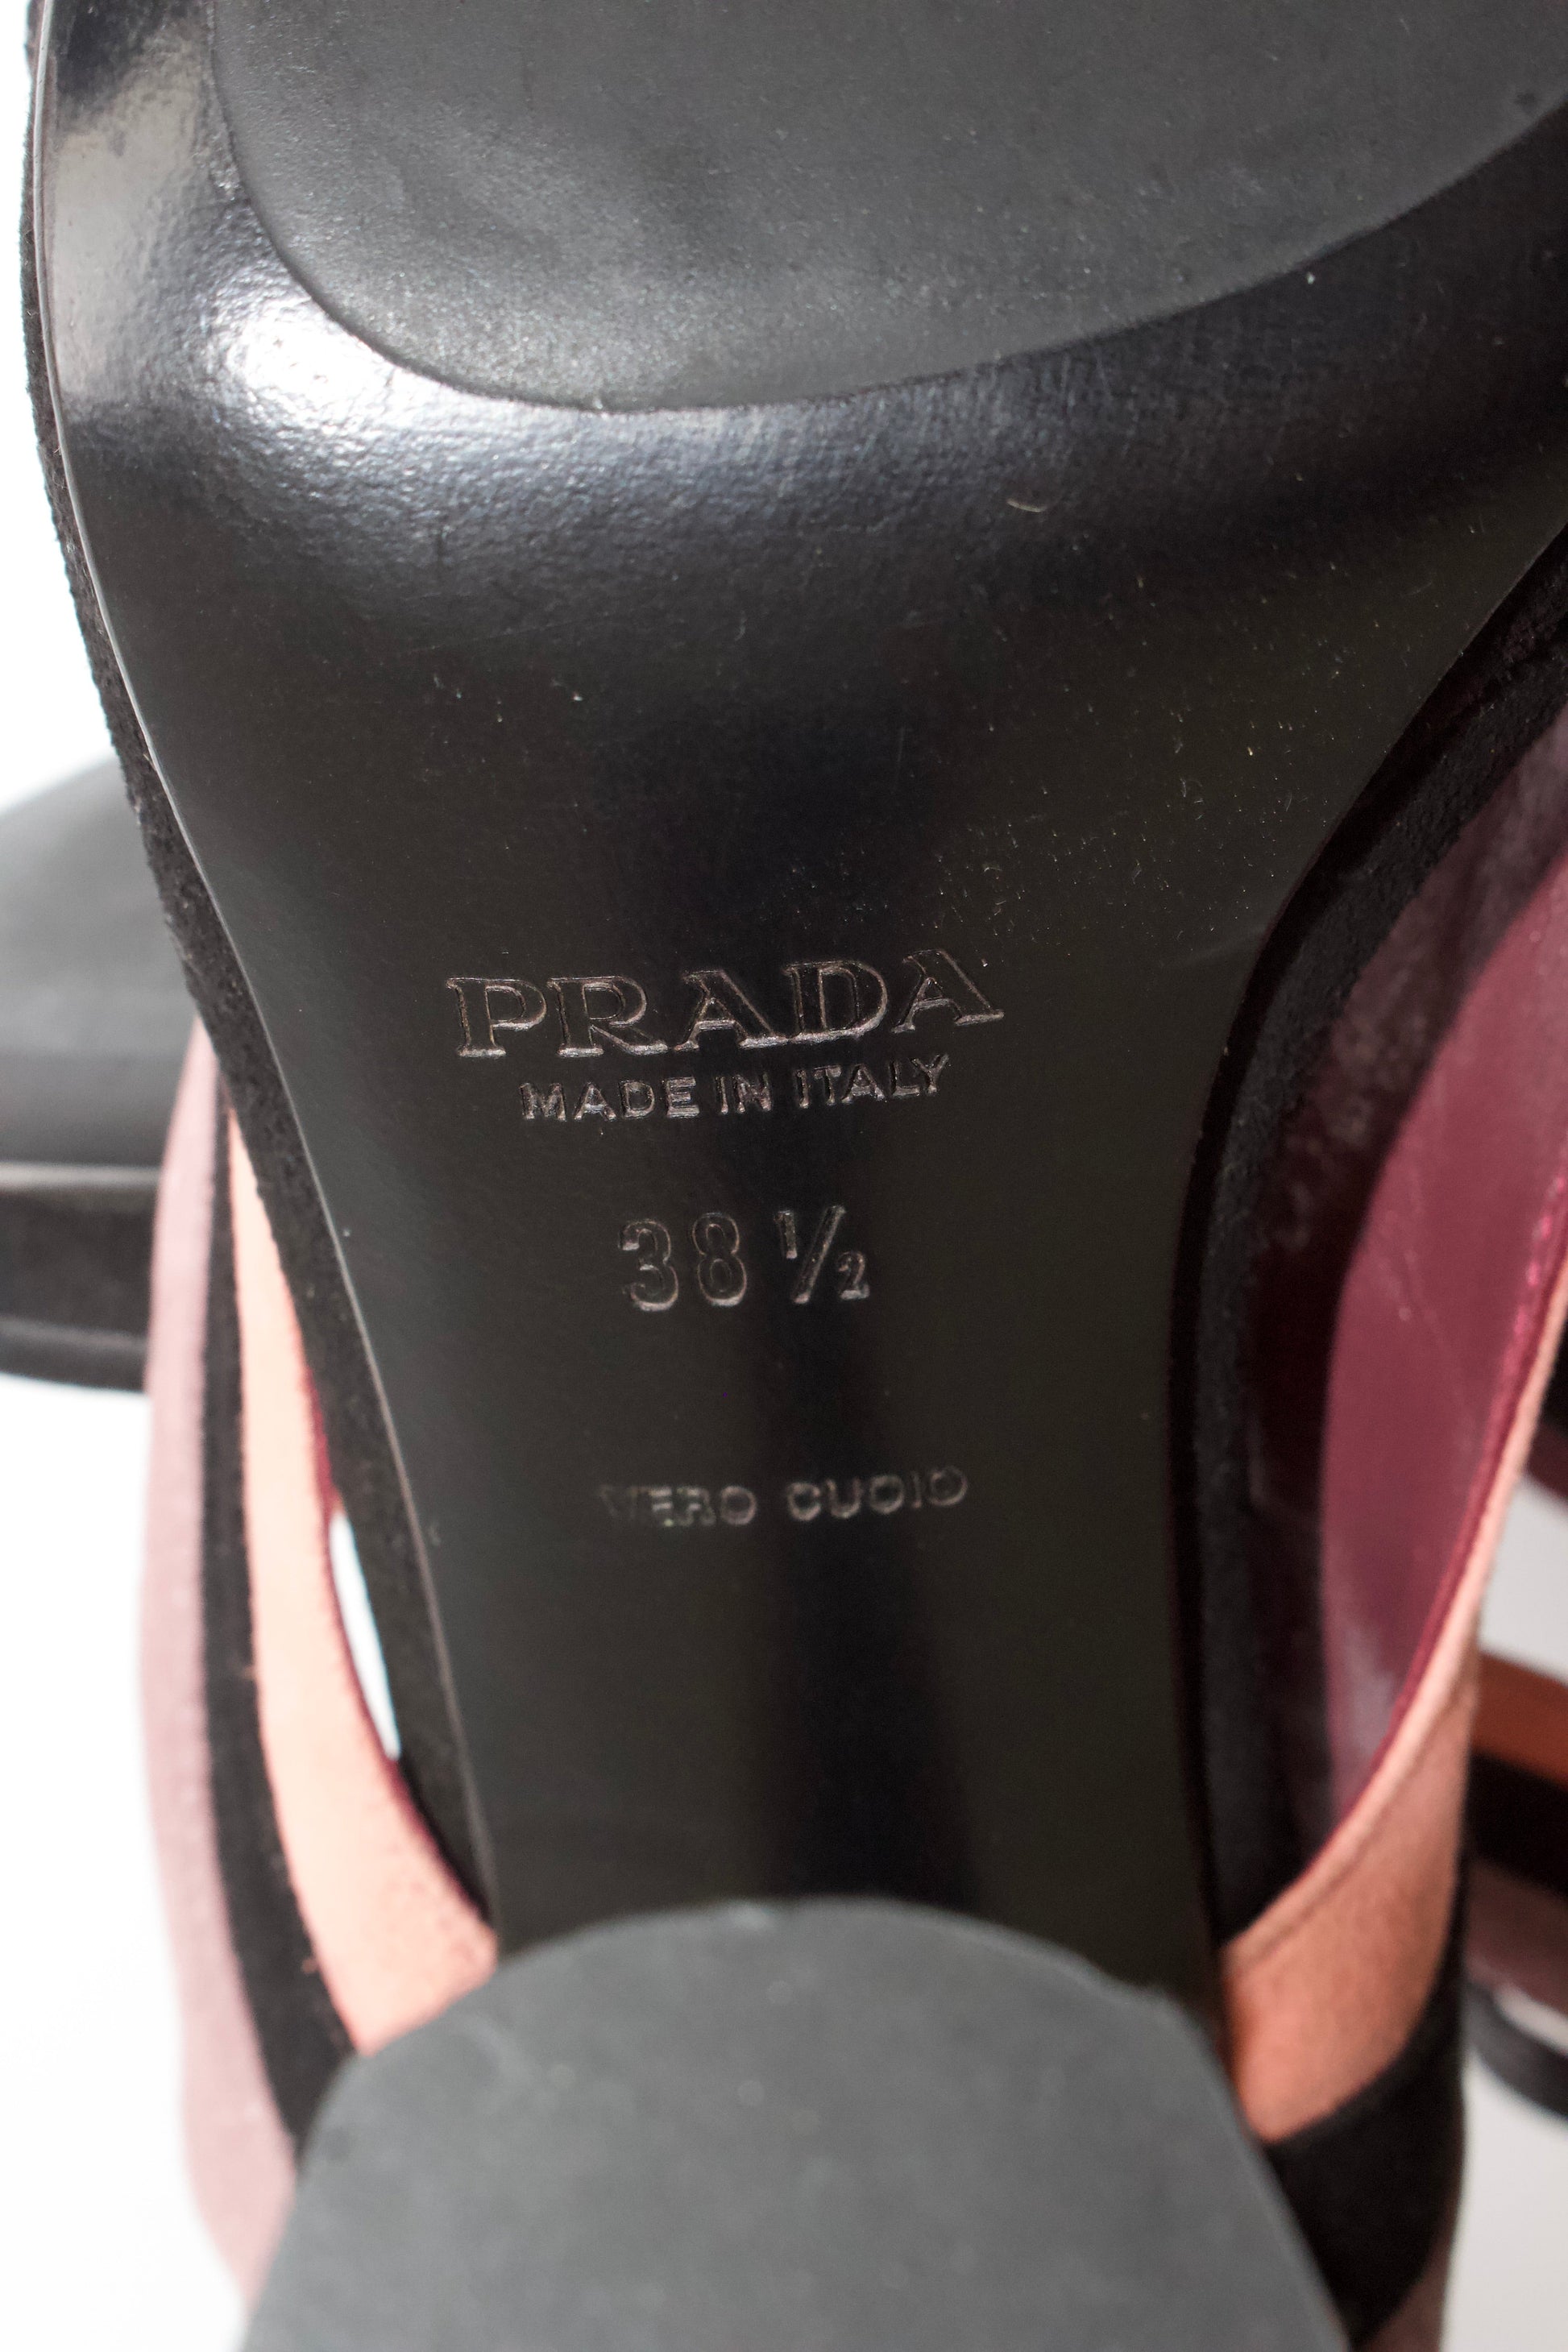 PRADA
MADE IN ITALY
38 ½
VERO CUOIO